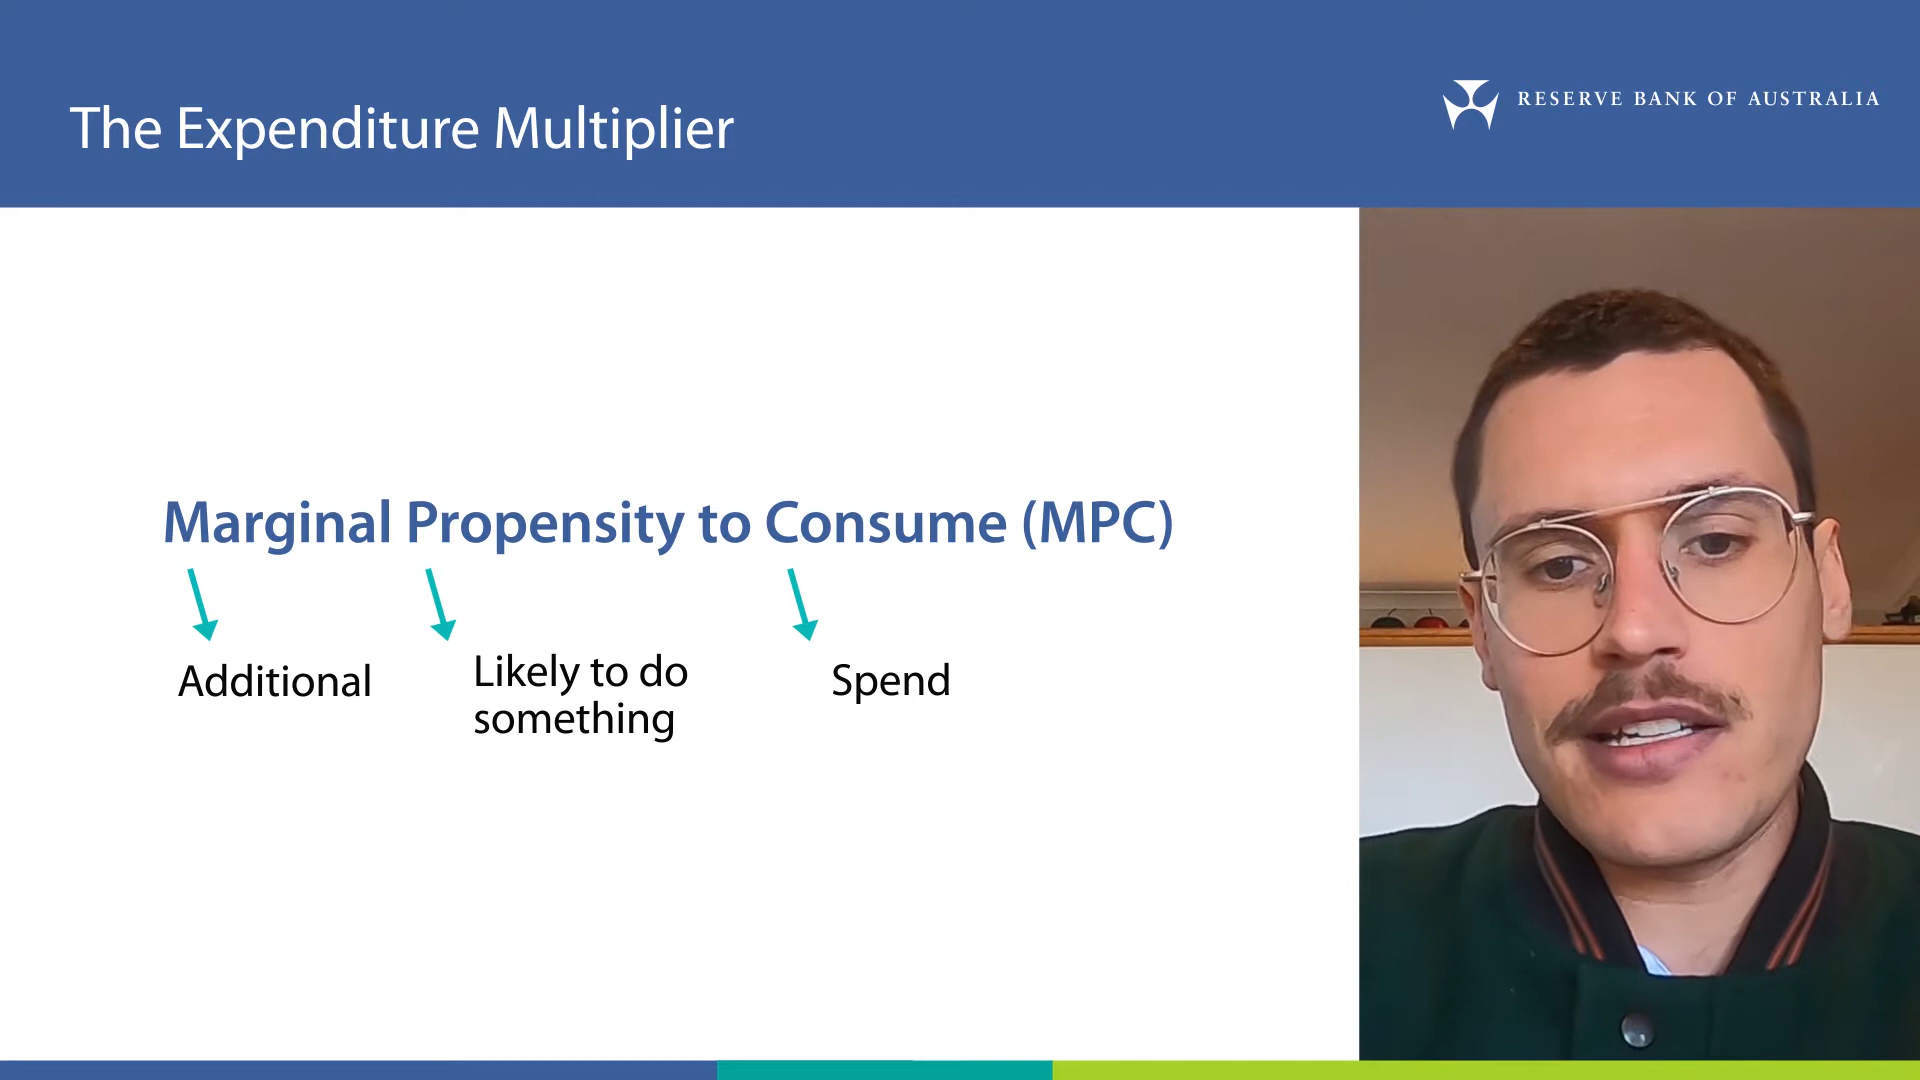 The Expenditure Multiplier
RESERVE BANK OF AUSTRALIA
Marginal Propensity to Consume (MPC)
Additional
Likely to do
something
Spend